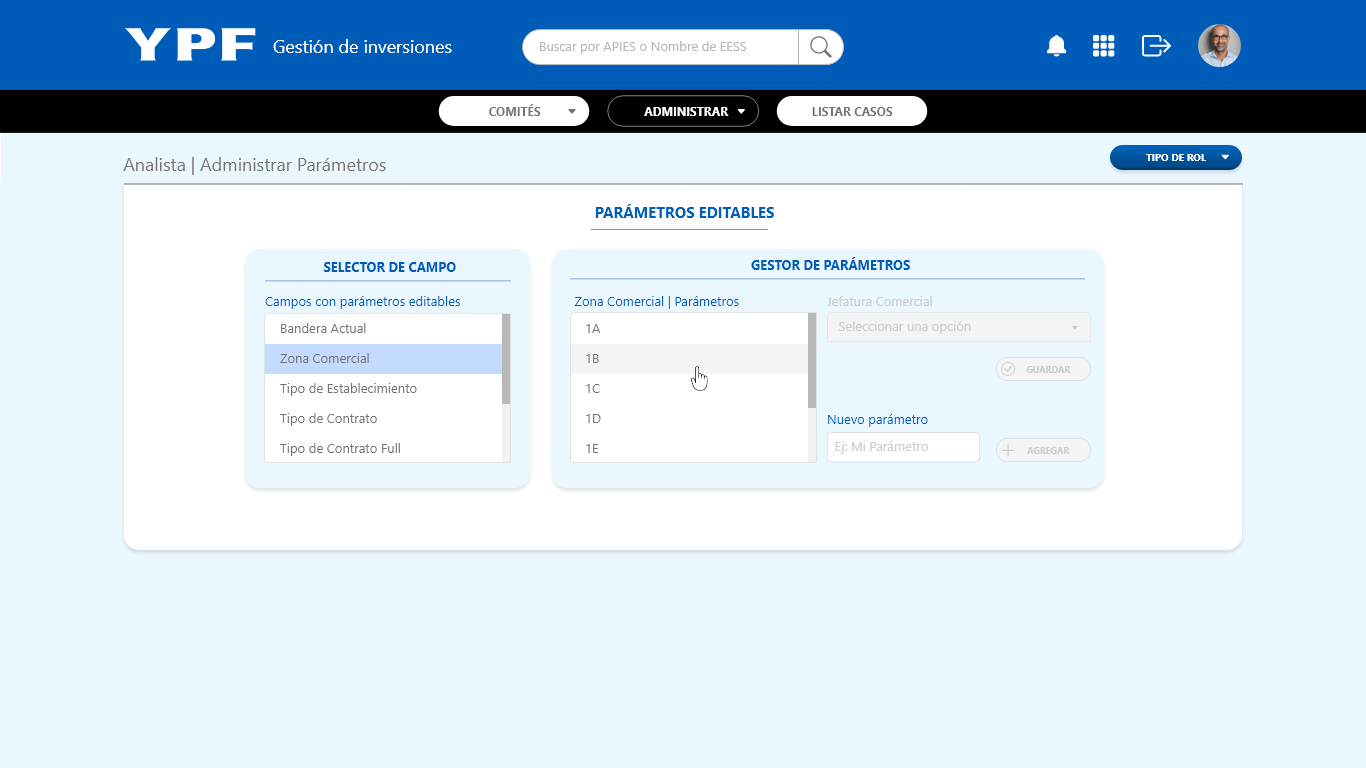 YPF Gestión de inversiones
Buscar por APIES o Nombre de EESS
COMITÉS
ADMINISTRAR
LISTAR CASOS
Analista | Administrar Parámetros
TIPO DE ROL
PARÁMETROS EDITABLES
SELECTOR DE CAMPO
Campos con parámetros editables
Bandera Actual
Zona Comercial
Tipo de Establecimiento
Tipo de Contrato
Tipo de Contrato Full
GESTOR DE PARÁMETROS
Zona Comercial | Parámetros
1A
1B
1C
1D
1E
Jefatura Comercial
Seleccionar una opción
GUARDAR
Nuevo parámetro
Ej: Mi Parámetro
AGREGAR